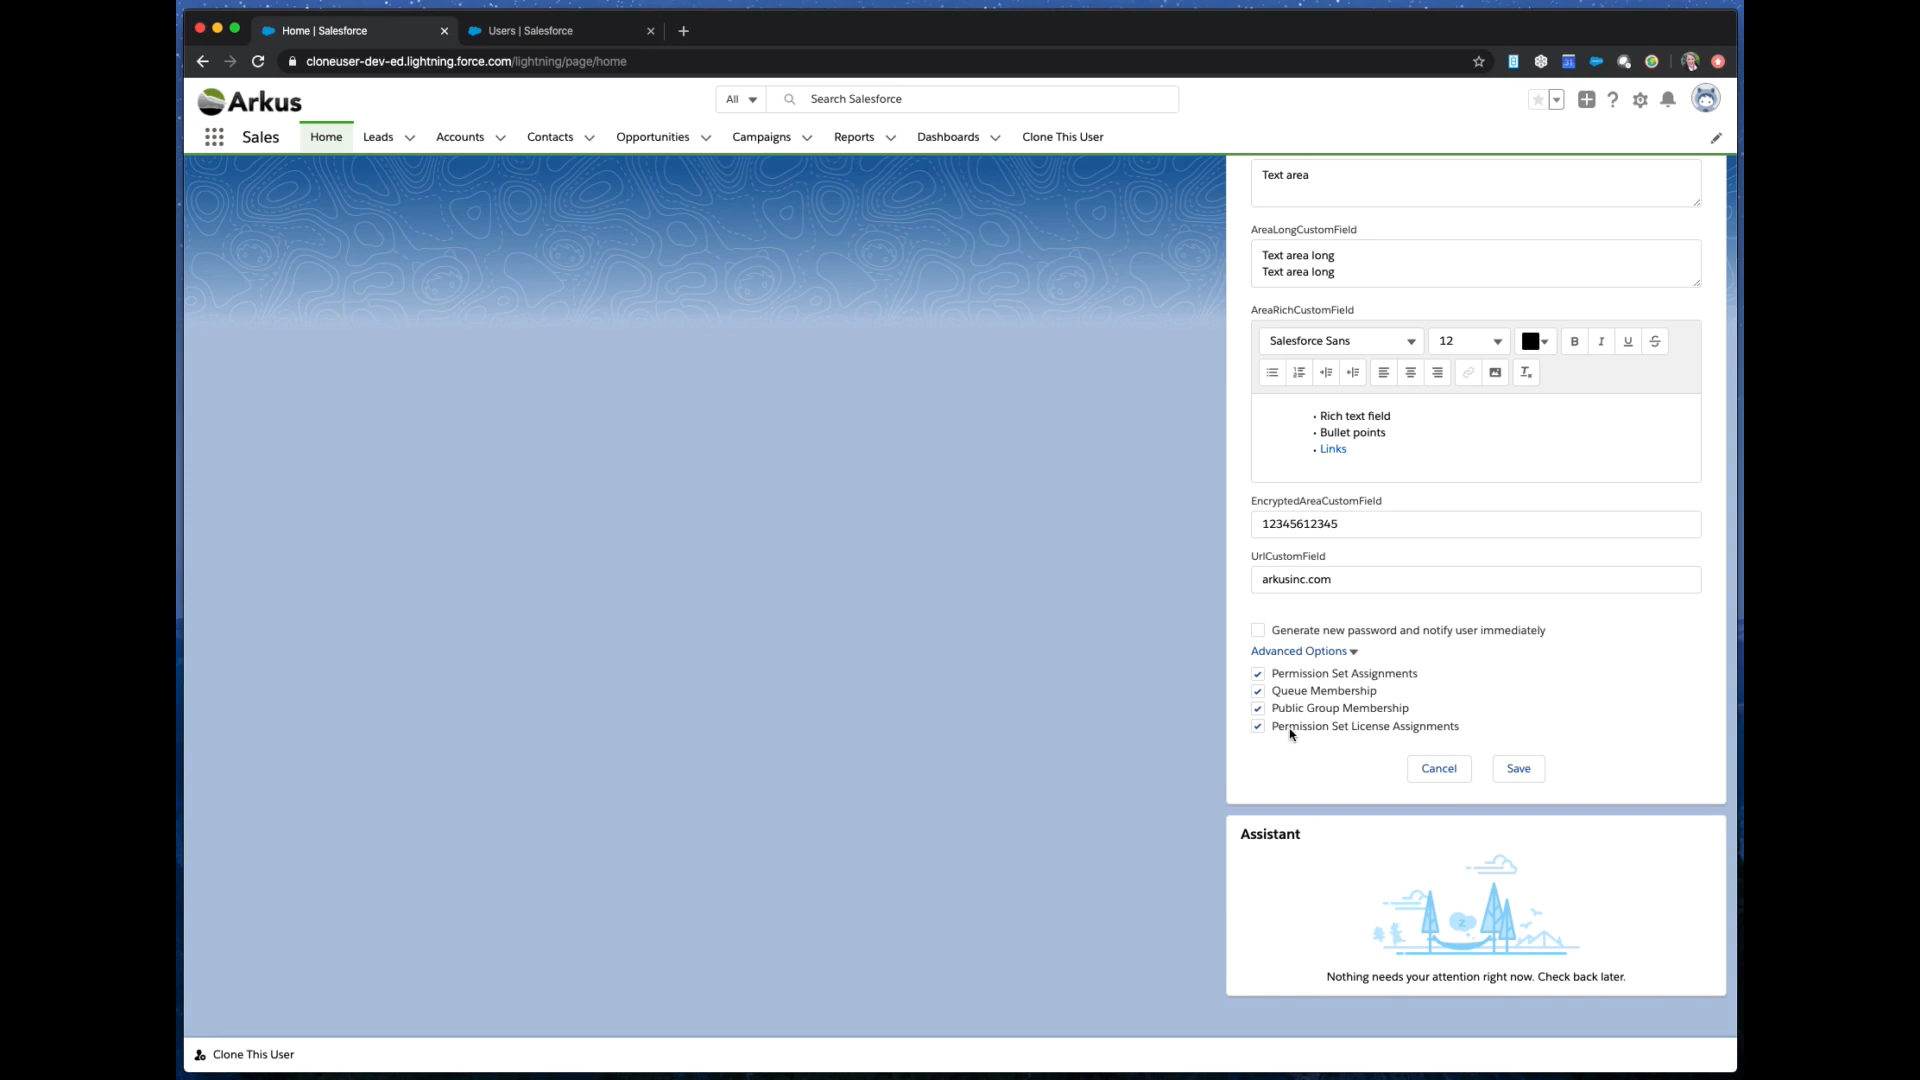 Home | Salesforce
Users | Salesforce
cloneuser-dev-ed.lightning.force.com/lightning/page/home
Arkus
All
Search Salesforce
Sales
Home
Leads
Accounts
Contacts
Opportunities
Campaigns
Reports
Dashboards
Clone This User
Text area
AreaLongCustomField
Text area long
Text area long
AreaRichCustomField
Salesforce Sans
12
B I U S
• Rich text field
• Bullet points
• Links
EncryptedAreaCustomField
12345612345
UrlCustomField
arkusinc.com
Generate new password and notify user immediately
Advanced Options
Permission Set Assignments
Queue Membership
Public Group Membership
Permission Set License Assignments
Cancel
Save
Assistant
z
Nothing needs your attention right now. Check back later.
Clone This User